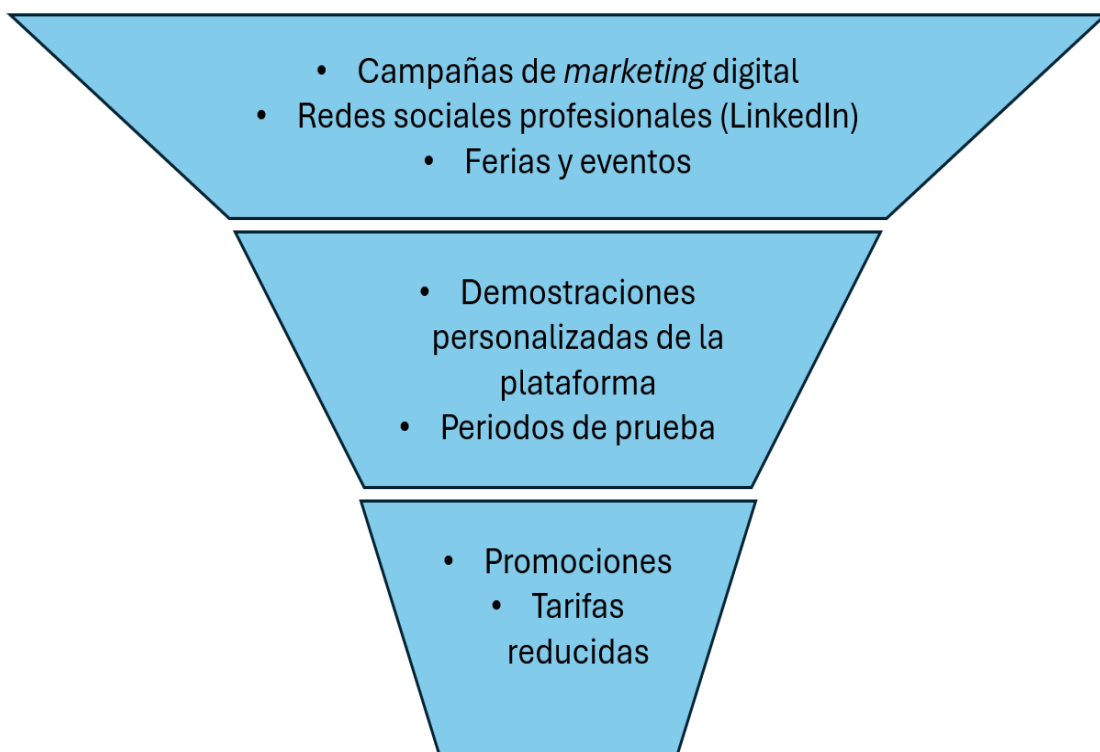 • Campañas de marketing digital
• Redes sociales profesionales (LinkedIn)
• Ferias y eventos
• Demostraciones
personalizadas de la
plataforma
• Periodos de prueba
• Promociones
• Tarifas
reducidas